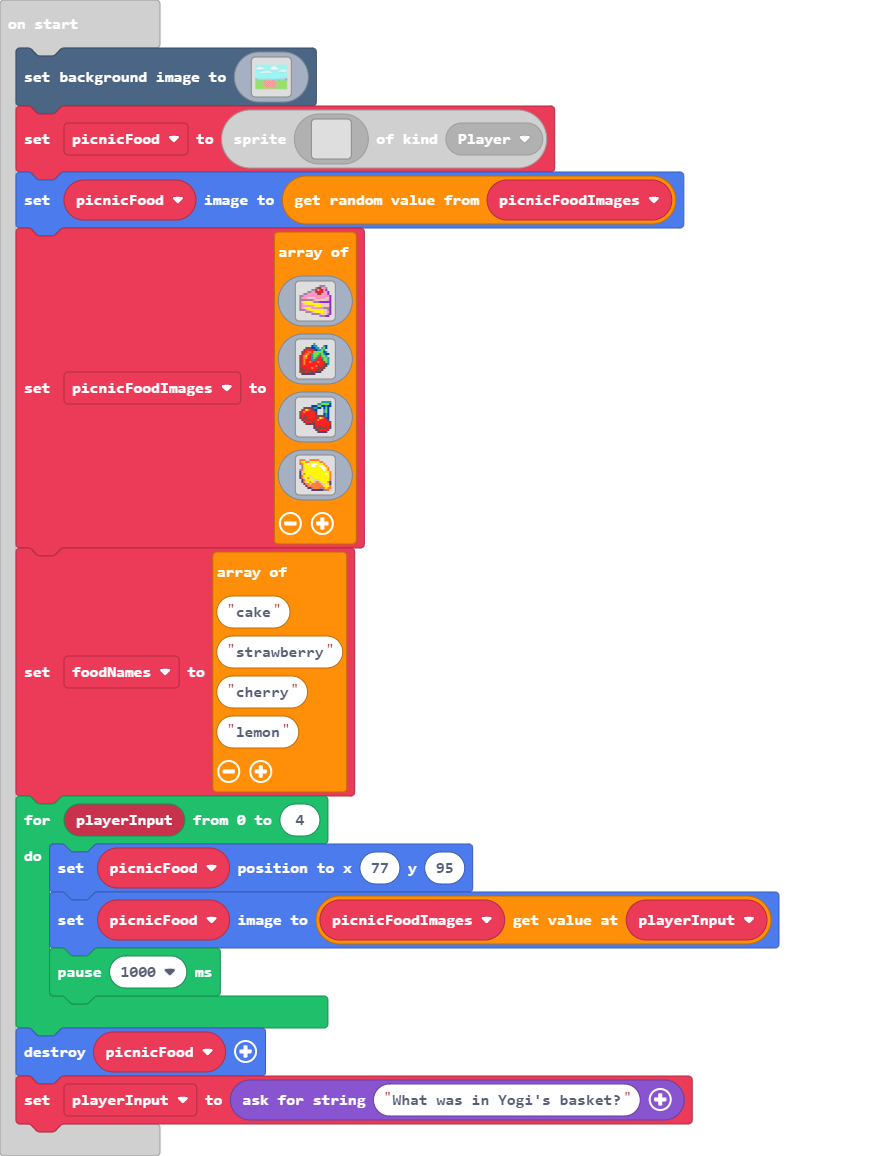 on start
set background image to
set picnicFood to sprite of kind Player
set picnicFood image to get random value from picnicFoodImages
array of
set picnicFoodImages to
array of
"cake"
"strawberry"
set foodNames to
"cherry"
"lemon"
for playerInput from 0 to 4
do
set picnicFood position to x 77 y 95
set picnicFood image to picnicFoodImages get value at playerInput
pause 1000 ms
destroy picnicFood
set playerInput to ask for string "What was in Yogi's basket?"